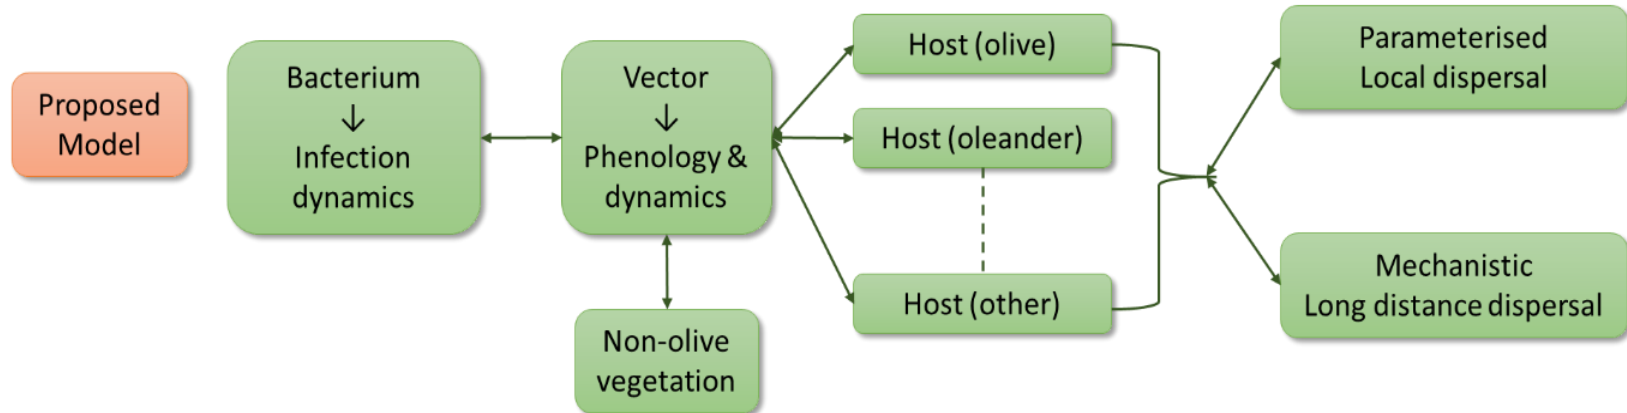 Proposed
Model
Bacterium
↓
Infection
dynamics
Vector
↓
Phenology &
dynamics
Non-olive
vegetation
Host (olive)
Host (oleander)
Host (other)
Parameterised
Local dispersal
Mechanistic
Long distance dispersal